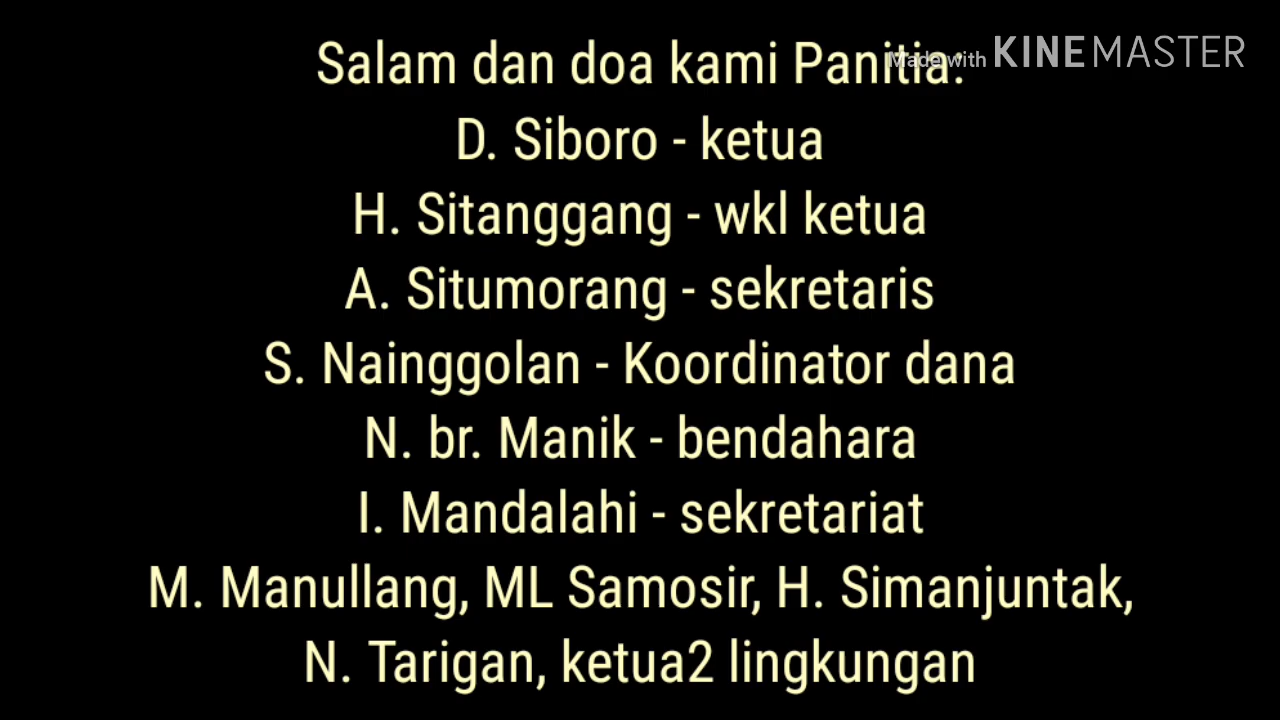 Salam dan doa kami Panitia:
Made with KINEMASTER
D. Siboro - ketua
H. Sitanggang - wkl ketua
A. Situmorang - sekretaris
S. Nainggolan - Koordinator dana
N. br. Manik - bendahara
I. Mandalahi - sekretariat
M. Manullang, ML Samosir, H. Simanjuntak,
N. Tarigan, ketua2 lingkungan